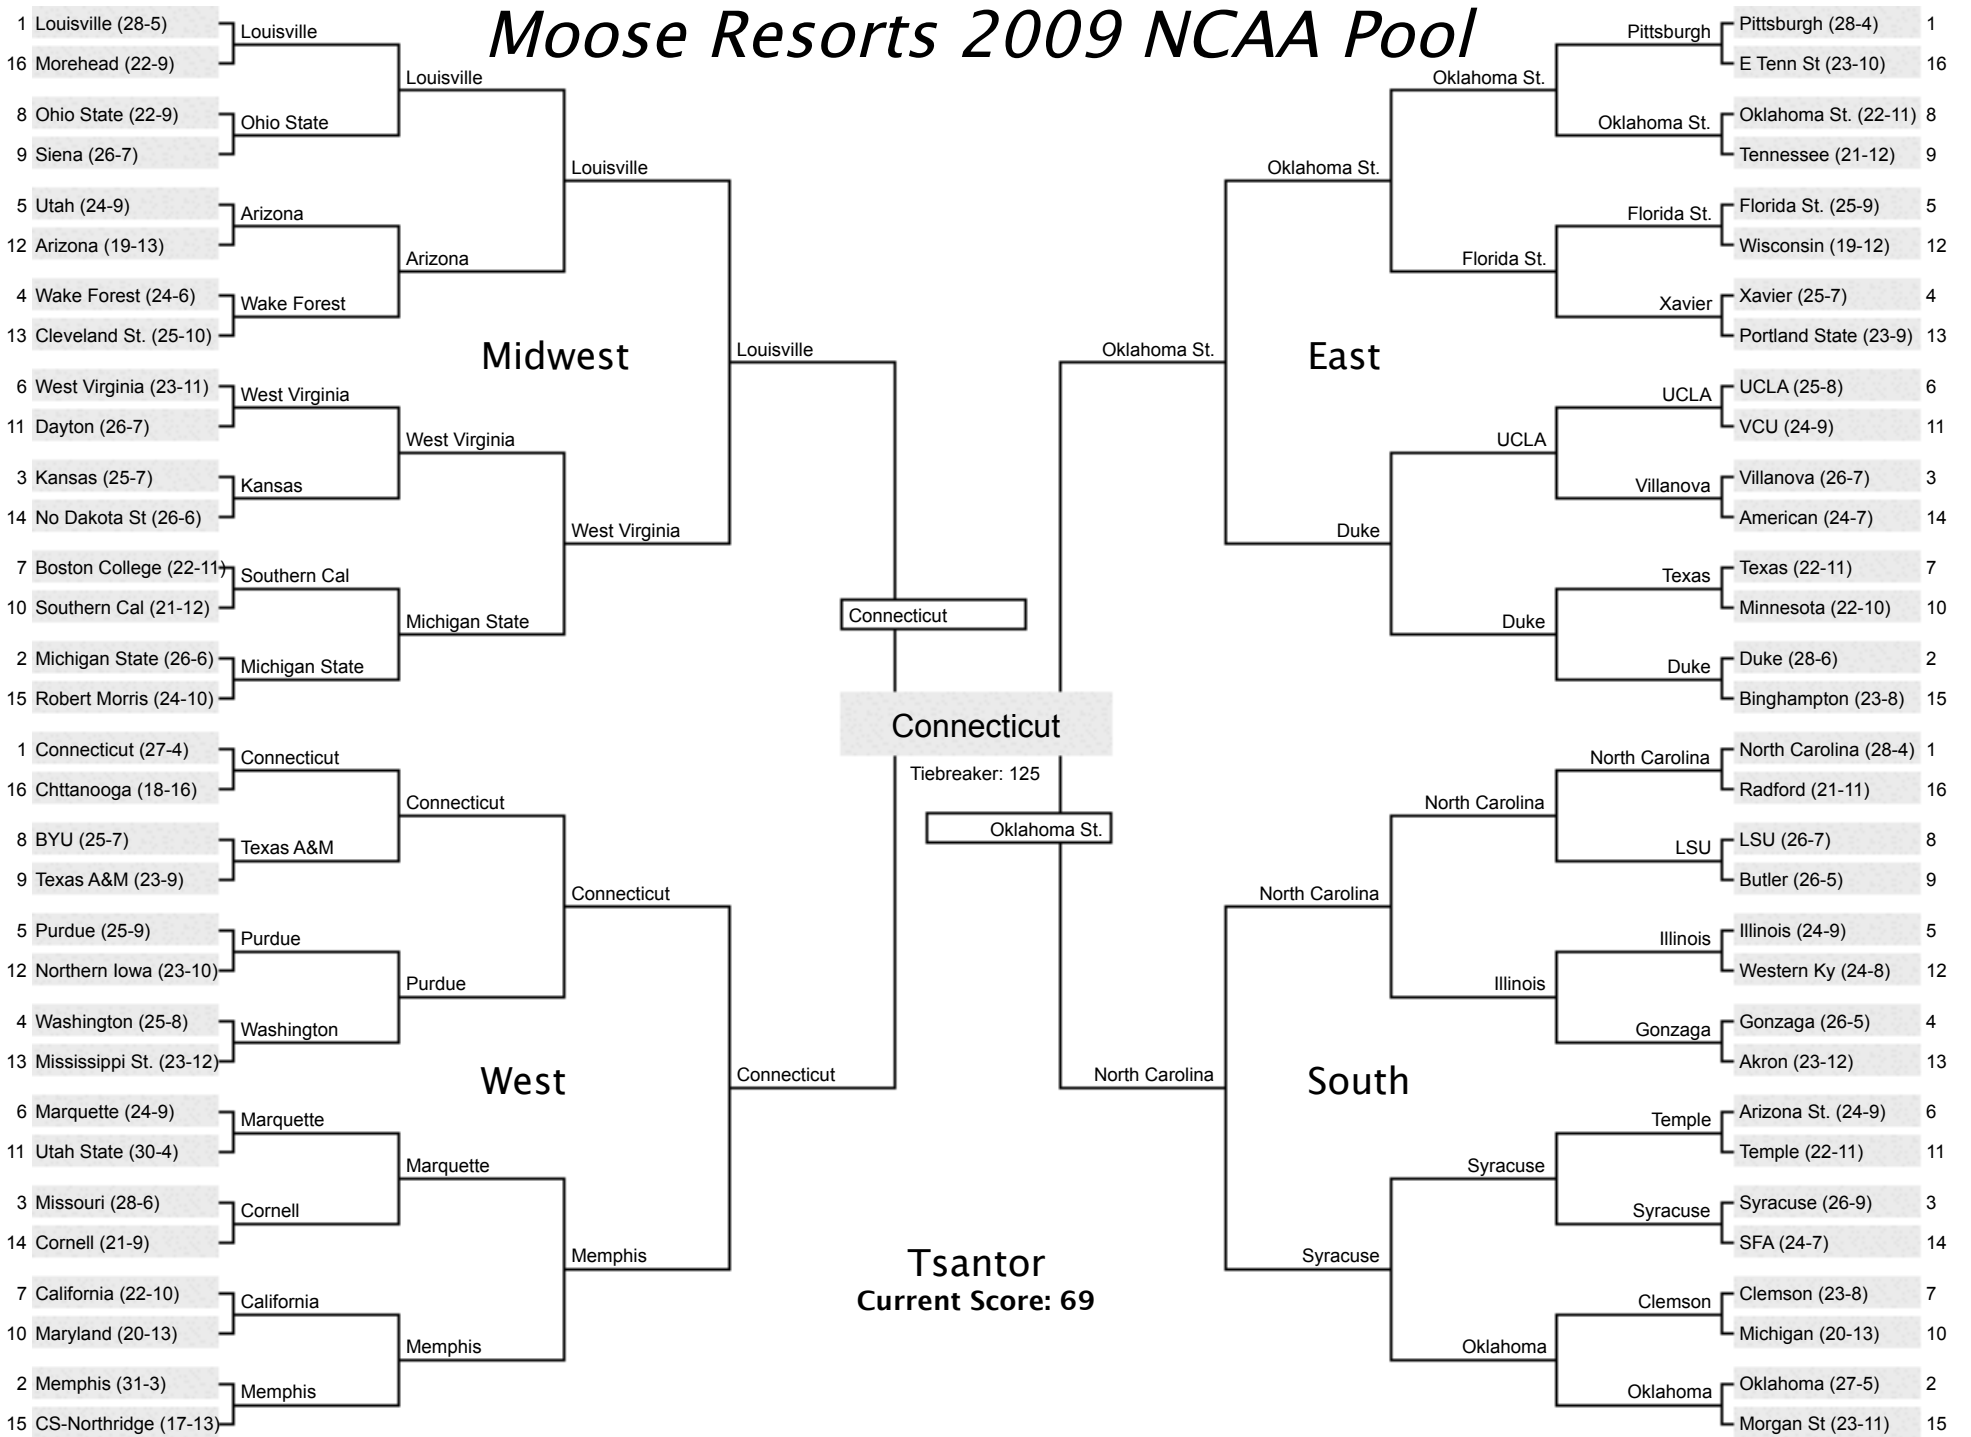 Moose Resorts 2009 NCAA Pool
1 Louisville (28-5)
16 Morehead (22-9)
8 Ohio State (22-9)
9 Siena (26-7)
5 Utah (24-9)
12 Arizona (19-13)
4 Wake Forest (24-6)
13 Cleveland St. (25-10)
6 West Virginia (23-11)
11 Dayton (26-7)
3 Kansas (25-7)
14 No Dakota St (26-6)
7 Boston College (22-11)
10 Southern Cal (21-12)
2 Michigan State (26-6)
15 Robert Morris (24-10)
Louisville
Ohio State
Arizona
Wake Forest
West Virginia
Kansas
Southern Cal
Michigan State
Louisville
Arizona
West Virginia
Michigan State
Louisville
West Virginia
Louisville
Midwest
1 Connecticut (27-4)
16 Chttanooga (18-16)
8 BYU (25-7)
9 Texas A&M (23-9)
5 Purdue (25-9)
12 Northern Iowa (23-10)
4 Washington (25-8)
13 Mississippi St. (23-12)
6 Marquette (24-9)
11 Utah State (30-4)
3 Missouri (28-6)
14 Cornell (21-9)
7 California (22-10)
10 Maryland (20-13)
2 Memphis (31-3)
15 CS-Northridge (17-13)
Connecticut
Texas A&M
Purdue
Washington
Marquette
Cornell
California
Memphis
Connecticut
Purdue
Marquette
Memphis
Connecticut
Memphis
Connecticut
West
Connecticut
Connecticut
Tiebreaker: 125
Oklahoma St.
Tsantor
Current Score: 69
Pittsburgh (28-4) 1
E Tenn St (23-10) 16
Oklahoma St. (22-11) 8
Tennessee (21-12) 9
Florida St. (25-9) 5
Wisconsin (19-12) 12
Xavier (25-7) 4
Portland State (23-9) 13
UCLA (25-8) 6
VCU (24-9) 11
Villanova (26-7) 3
American (24-7) 14
Texas (22-11) 7
Minnesota (22-10) 10
Duke (28-6) 2
Binghampton (23-8) 15
Pittsburgh
Oklahoma St.
Florida St.
Xavier
UCLA
Villanova
Texas
Duke
Oklahoma St.
Florida St.
UCLA
Duke
Oklahoma St.
Duke
Oklahoma St.
East
North Carolina (28-4) 1
Radford (21-11) 16
LSU (26-7) 8
Butler (26-5) 9
Illinois (24-9) 5
Western Ky (24-8) 12
Gonzaga (26-5) 4
Akron (23-12) 13
Arizona St. (24-9) 6
Temple (22-11) 11
Syracuse (26-9) 3
SFA (24-7) 14
Clemson (23-8) 7
Michigan (20-13) 10
Oklahoma (27-5) 2
Morgan St (23-11) 15
North Carolina
LSU
Illinois
Gonzaga
Temple
Syracuse
Clemson
Oklahoma
North Carolina
Illinois
Syracuse
Oklahoma
North Carolina
Syracuse
North Carolina
South